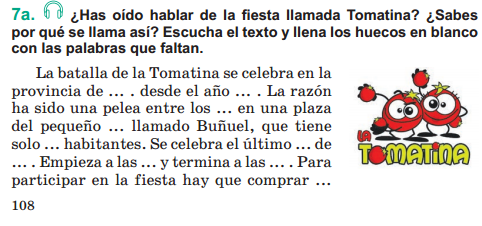 7a. ¿Has oído hablar de la fiesta llamada Tomatina? ¿Sabes
por qué se llama así? Escucha el texto y llena los huecos en blanco
con las palabras que faltan.
La batalla de la Tomatina se celebra en la
provincia de ... . desde el año ... . La razón
ha sido una pelea entre los ... en una plaza
del pequeño ... llamado Buñuel, que tiene
solo ... habitantes. Se celebra el último ... de
... . Empieza a las ... y termina a las ... . Para
participar en la fiesta hay que comprar ...
LA
TOMATINA
108